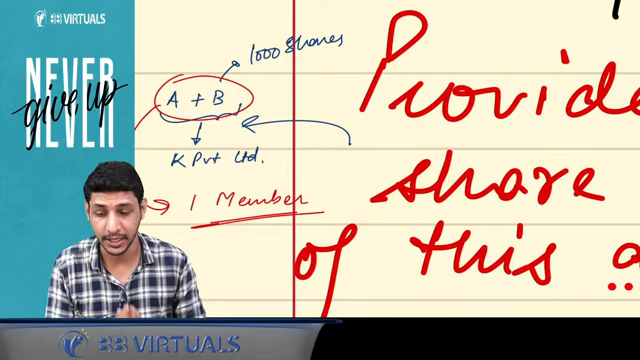 BB VIRTUALS
NEVER
give up
NEVER
1000 Shares
A + B
K Pvt Ltd.
1 Member
Provide
share
of this a
BB VIRTUALS